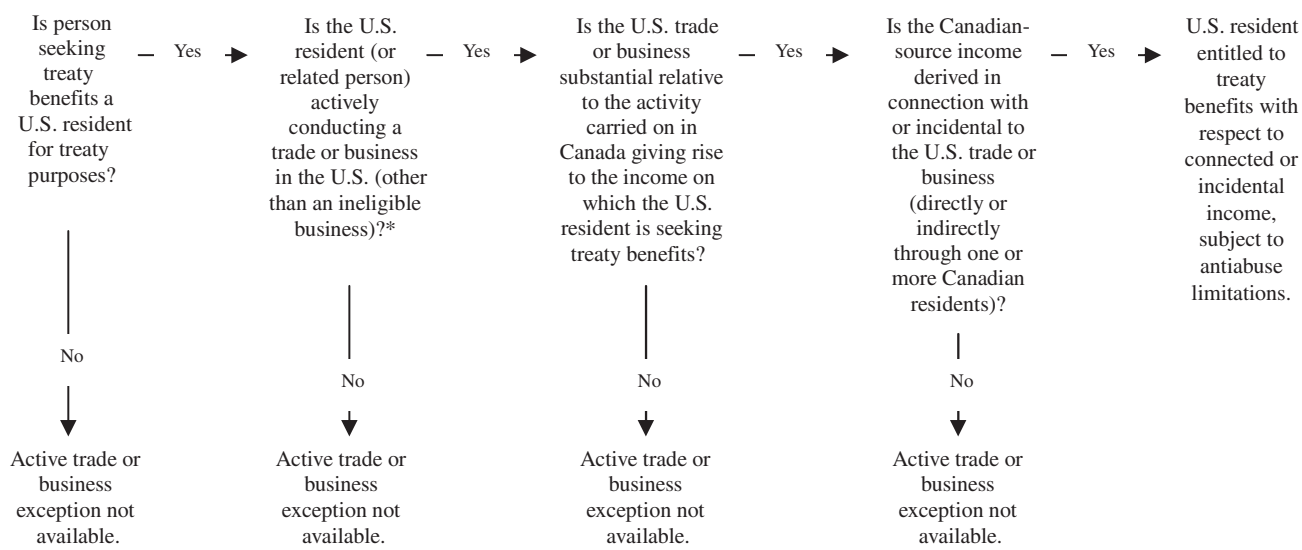 Is person
seeking
treaty
benefits a
U.S. resident
for treaty
purposes?
Yes
Is the U.S.
resident (or
related person)
actively
conducting a
trade or business
in the U.S. (other
than an ineligible
business)?*
Yes
Is the U.S. trade
or business
substantial relative
to the activity
carried on in
Canada giving rise
to the income on
which the U.S.
resident is seeking
treaty benefits?
Yes
Is the Canadian-
source income
derived in
connection with
or incidental to
the U.S. trade or
business
(directly or
indirectly
through one or
more Canadian
residents)?
Yes
U.S. resident
entitled to
treaty
benefits with
respect to
connected or
incidental
income,
subject to
antiabuse
limitations.
No
No
No
No
Active trade or
business
exception not
available.
Active trade or
business
exception not
available.
Active trade or
business
exception not
available.
Active trade or
business
exception not
available.